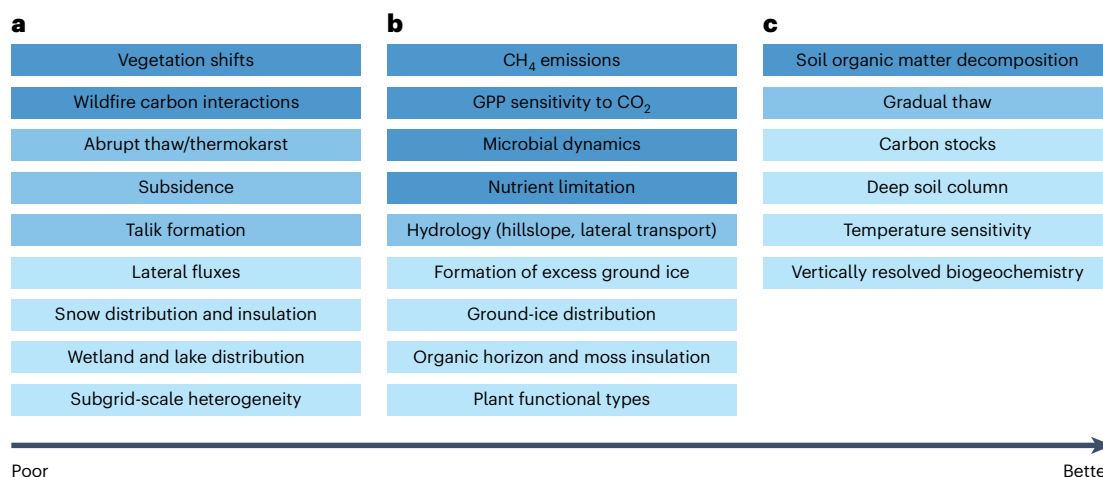 a
Vegetation shifts
Wildfire carbon interactions
Abrupt thaw/thermokarst
Subsidence
Talik formation
Lateral fluxes
Snow distribution and insulation
Wetland and lake distribution
Subgrid-scale heterogeneity
b
CH₄ emissions
GPP sensitivity to CO₂
Microbial dynamics
Nutrient limitation
Hydrology (hillslope, lateral transport)
Formation of excess ground ice
Ground-ice distribution
Organic horizon and moss insulation
Plant functional types
c
Soil organic matter decomposition
Gradual thaw
Carbon stocks
Deep soil column
Temperature sensitivity
Vertically resolved biogeochemistry
Poor
Bette